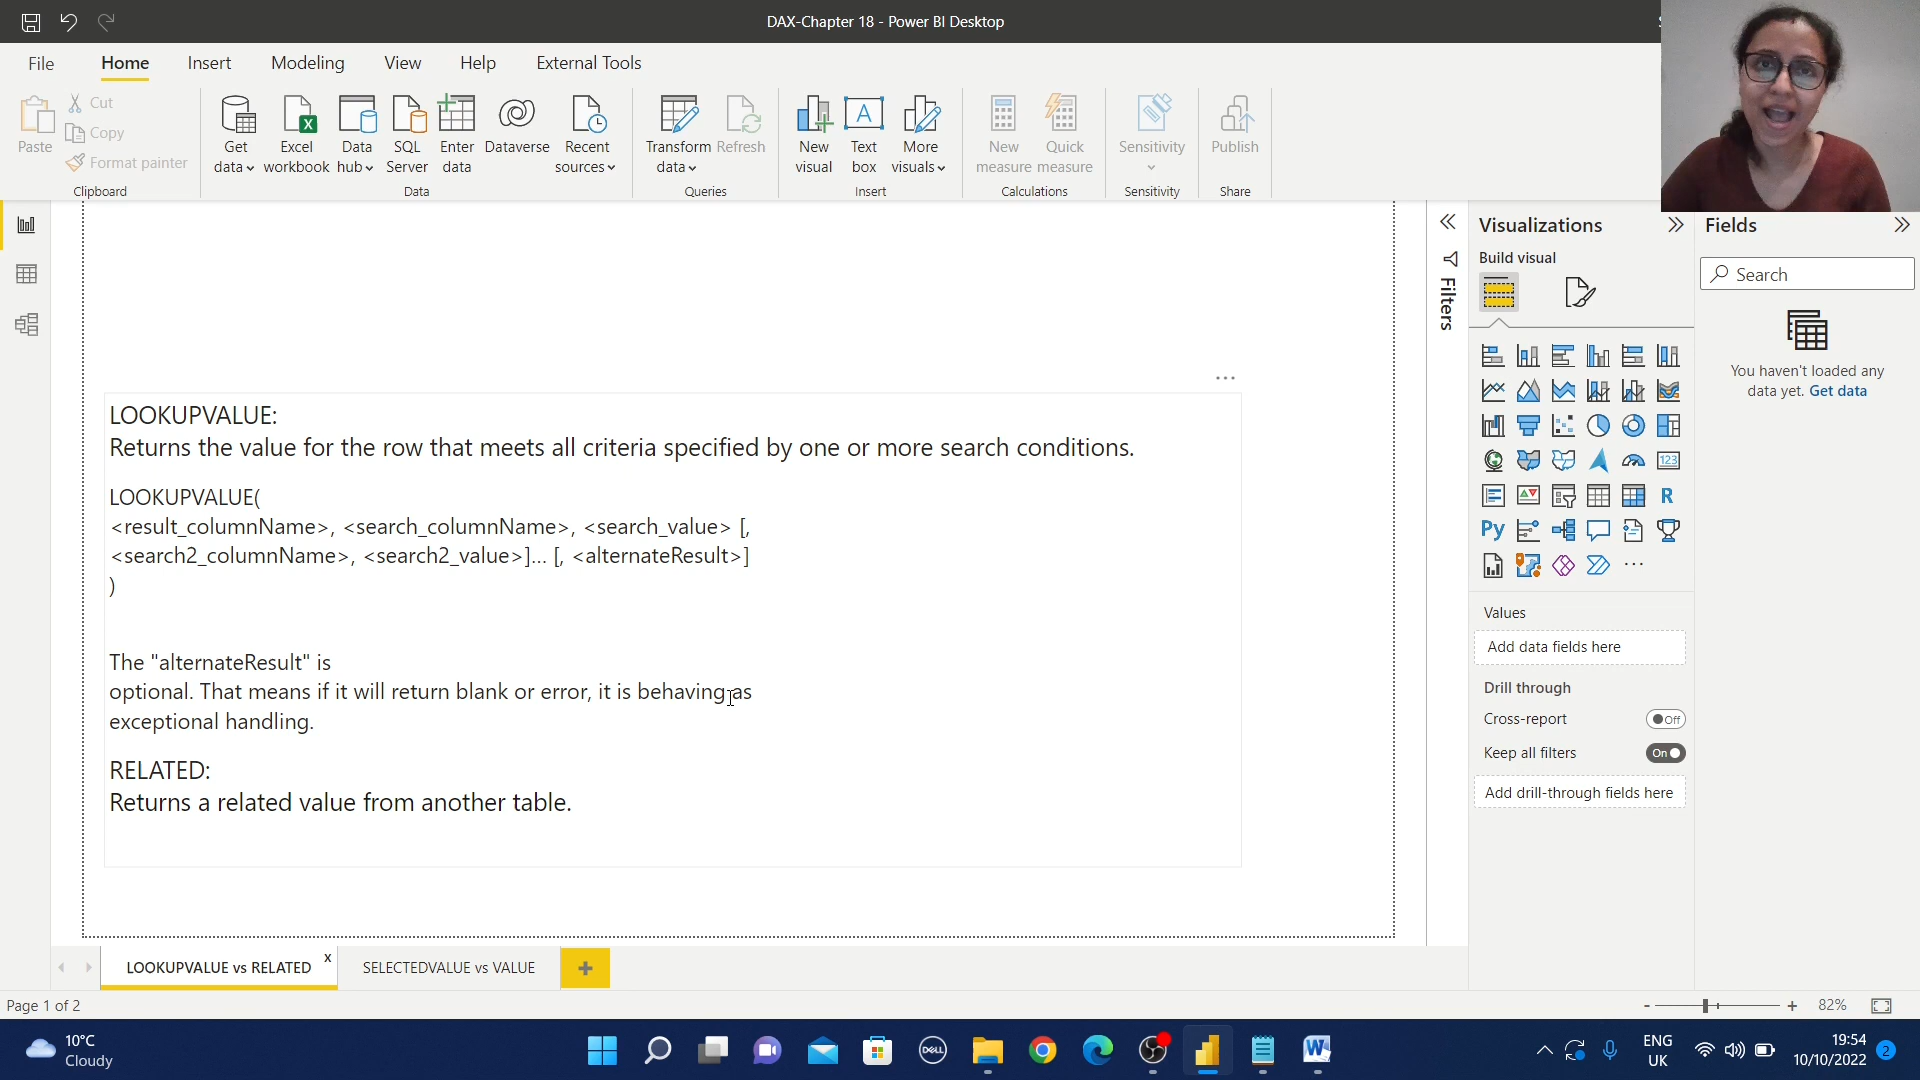 DAX-Chapter 18 - Power BI Desktop
File Home Insert Modeling View Help External Tools
Paste
Cut
Copy
Format painter
Clipboard
Get data
Excel workbook
Data hub
SQL Server
Enter data
Dataverse
Recent sources
Data
Transform data
Refresh
Queries
New visual
Text box
More visuals
Insert
New measure
Quick measure
Calculations
Sensitivity
Sensitivity
Publish
Share
LOOKUPVALUE:
Returns the value for the row that meets all criteria specified by one or more search conditions.
LOOKUPVALUE(
<result_columnName>, <search_columnName>, <search_value> [,
<search2_columnName>, <search2_value>]... [, <alternateResult>]
)
The "alternateResult" is
optional. That means if it will return blank or error, it is behaving as
exceptional handling.
RELATED:
Returns a related value from another table.
Filters
Visualizations
Build visual
123
R
Py
Values
Add data fields here
Drill through
Cross-report
Off
Keep all filters
On
Add drill-through fields here
Fields
Search
You haven't loaded any
data yet. Get data
LOOKUPVALUE vs RELATED x
SELECTEDVALUE vs VALUE
+
Page 1 of 2
- + 82%
10°C
Cloudy
DELL
W
ENG
UK
19:54
10/10/2022
2